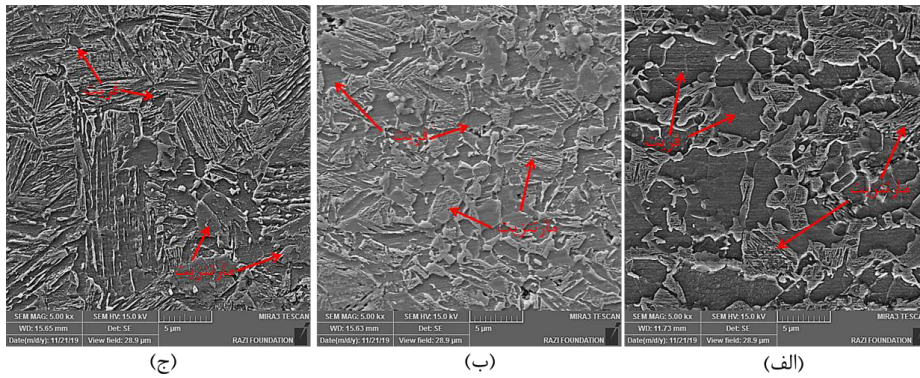 فریت
مارتنزیت
SEM MAG: 5.00 kx SEM HV: 15.0 kV MIRA3 TESCAN
WD: 11.73 mm Det: SE 5 µm
Date(m/d/y): 11/21/19 View field: 28.9 µm RAZI FOUNDATION
(الف)
فریت
مارتنزیت
SEM MAG: 5.00 kx SEM HV: 15.0 kV MIRA3 TESCAN
WD: 15.63 mm Det: SE 5 µm
Date(m/d/y): 11/21/19 View field: 28.9 µm RAZI FOUNDATION
(ب)
فریت
مارتنزیت
SEM MAG: 5.00 kx SEM HV: 15.0 kV MIRA3 TESCAN
WD: 15.65 mm Det: SE 5 µm
Date(m/d/y): 11/21/19 View field: 28.9 µm RAZI FOUNDATION
(ج)